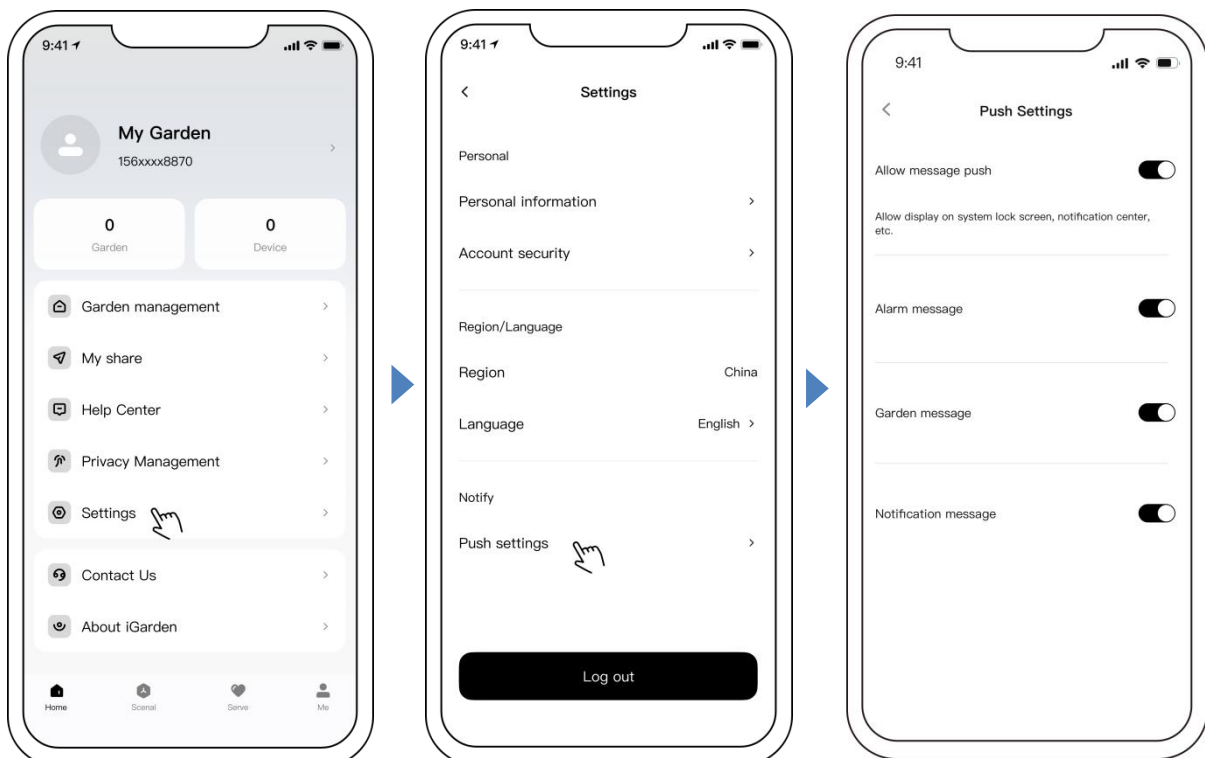 9:41
My Garden
156xxxx8870
0
Garden
0
Device
Garden management
My share
Help Center
Privacy Management
Settings
Contact Us
About iGarden
Home
Scenal
Serve
Me
9:41
Settings
Personal
Personal information
Account security
Region/Language
Region
China
Language
English
Notify
Push settings
Log out
9:41
Push Settings
Allow message push
Allow display on system lock screen, notification center,
etc.
Alarm message
Garden message
Notification message